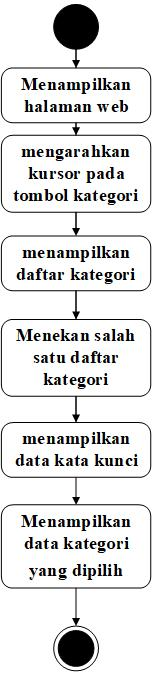 Menampilkan
halaman web
mengarahkan
kursor pada
tombol kategori
menampilkan
daftar kategori
Menekan salah
satu daftar
kategori
menampilkan
data kata kunci
Menampilkan
data kategori
yang dipilih